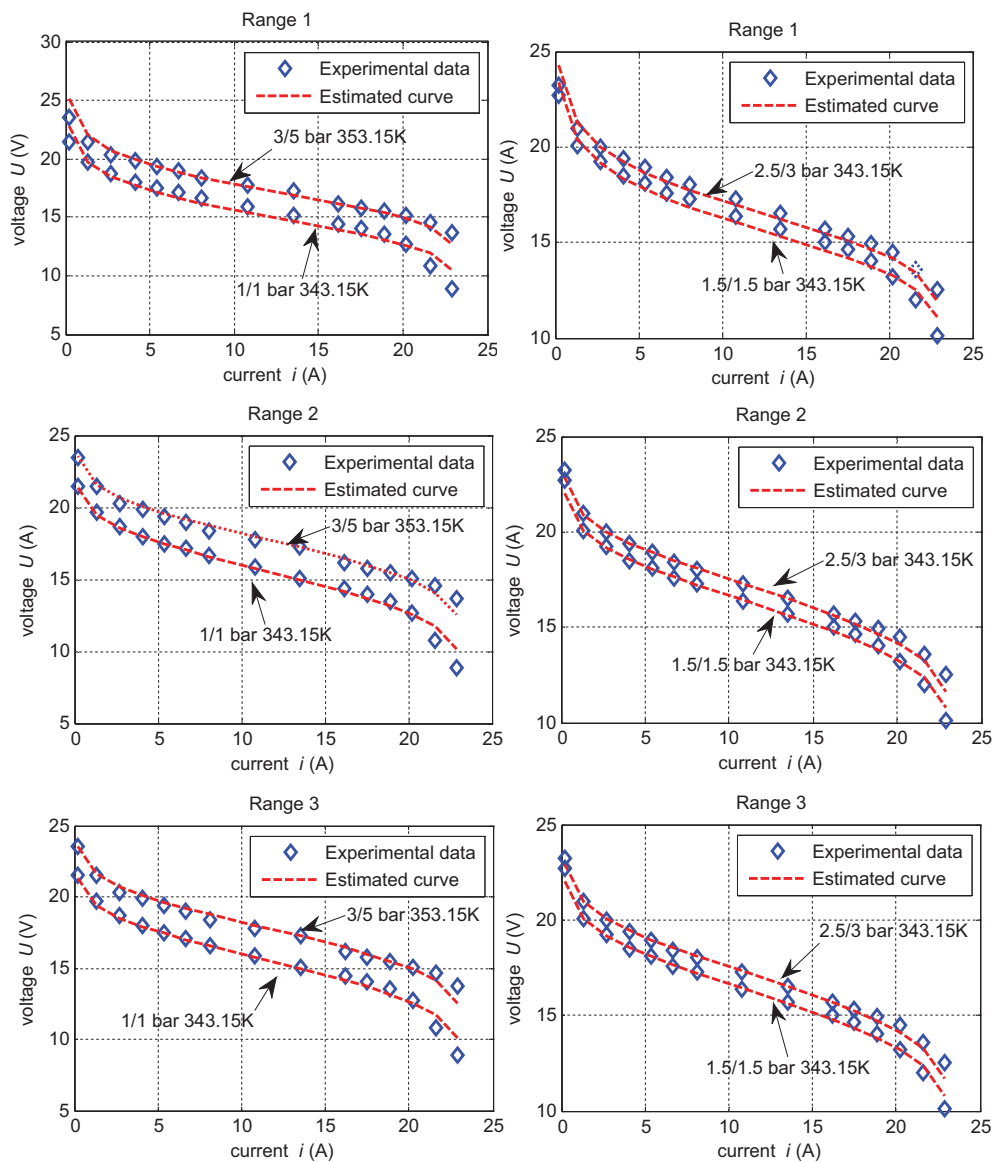 Range 1
30
25
20
15
10
5
0
5
10
15
20
25
voltage U (V)
current i (A)
Experimental data
Estimated curve
3/5 bar 353.15K
1/1 bar 343.15K
Range 1
25
20
15
10
0
5
10
15
20
25
voltage U (A)
current i (A)
Experimental data
Estimated curve
2.5/3 bar 343.15K
1.5/1.5 bar 343.15K
Range 2
25
20
15
10
5
0
5
10
15
20
25
voltage U (A)
current i (A)
Experimental data
Estimated curve
3/5 bar 353.15K
1/1 bar 343.15K
Range 2
25
20
15
10
0
5
10
15
20
25
voltage U (A)
current i (A)
Experimental data
Estimated curve
2.5/3 bar 343.15K
1.5/1.5 bar 343.15K
Range 3
25
20
15
10
5
0
5
10
15
20
25
voltage U (V)
current i (A)
Experimental data
Estimated curve
3/5 bar 353.15K
1/1 bar 343.15K
Range 3
25
20
15
10
0
5
10
15
20
25
voltage U (V)
current i (A)
Experimental data
Estimated curve
2.5/3 bar 343.15K
1.5/1.5 bar 343.15K